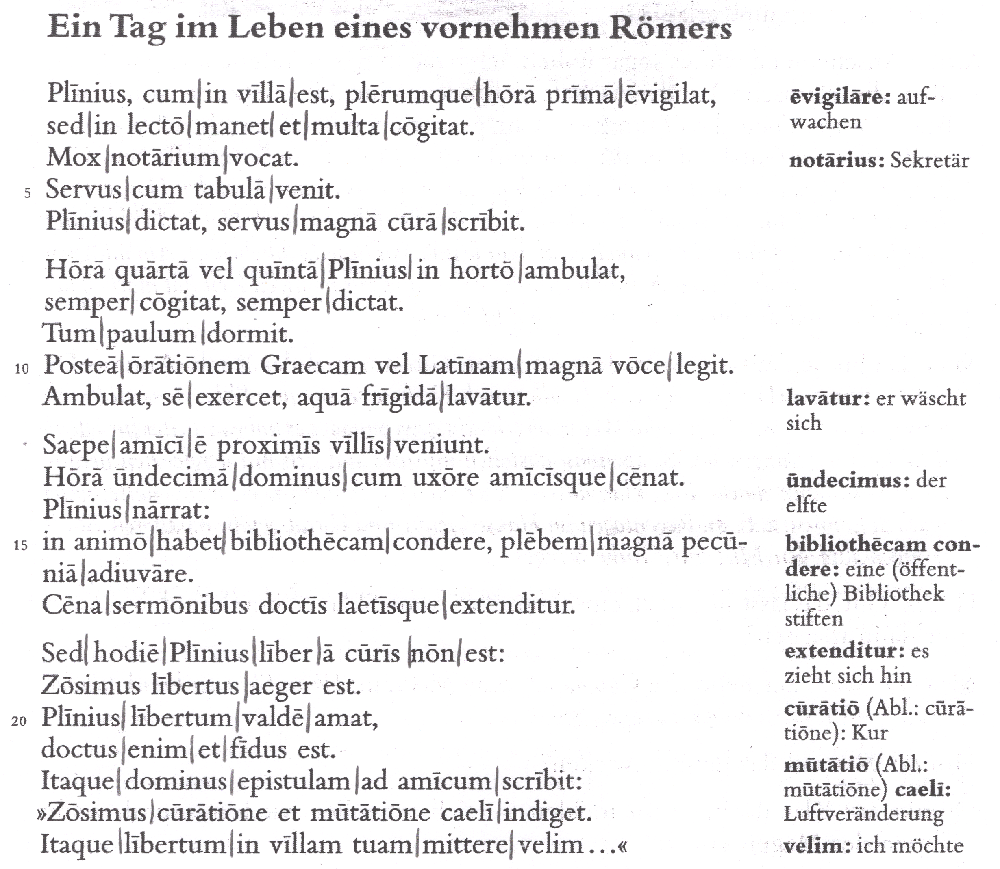 Ein Tag im Leben eines vornehmen Römers
Plīnius, cum|in vīllā|est, plērumque|hōrā prīmā|ēvigilat,
sed|in lectō|manet|et|multa|cōgitat.
Mox|notārium|vocat.
5 Servus|cum tabulā|venit.
Plīnius|dictat, servus|magnā cūrā|scrībit.
Hōrā quārtā vel quīntā|Plīnius|in hortō|ambulat,
semper|cōgitat, semper|dictat.
Tum|paulum|dormit.
10 Posteā|ōrātiōnem Graecam vel Latīnam|magnā vōce|legit.
Ambulat, sē|exercet, aquā frīgidā|lavātur.
Saepe|amīcī|ē proximīs vīllīs|veniunt.
Hōrā ūndecimā|dominus|cum uxōre amīcīsque|cēnat.
Plīnius|nārrat:
15 in animō|habet|bibliothēcam|condere, plēbem|magnā pecū-
niā|adiuvāre.
Cēna|sermōnibus doctīs laetīsque|extenditur.
Sed|hodiē|Plīnius|līber|ā cūrīs|nōn|est:
Zōsimus lībertus|aeger est.
20 Plīnius|lībertum|valdē|amat,
doctus|enim|et|fīdus est.
Itaque|dominus|epistulam|ad amīcum|scrībit:
»Zōsimus|cūrātiōne et mūtātiōne caelī|indiget.
Itaque|lībertum|in vīllam tuam|mittere|velim ...«
ēvigilāre: auf-
wachen
notārius: Sekretär
lavātur: er wäscht
sich
ūndecimus: der
elfte
bibliothēcam con-
dere: eine (öffent-
liche) Bibliothek
stiften
extenditur: es
zieht sich hin
cūrātiō (Abl.: cūrā-
tiōne): Kur
mūtātiō (Abl.:
mūtātiōne) caelī:
Luftveränderung
velim: ich möchte